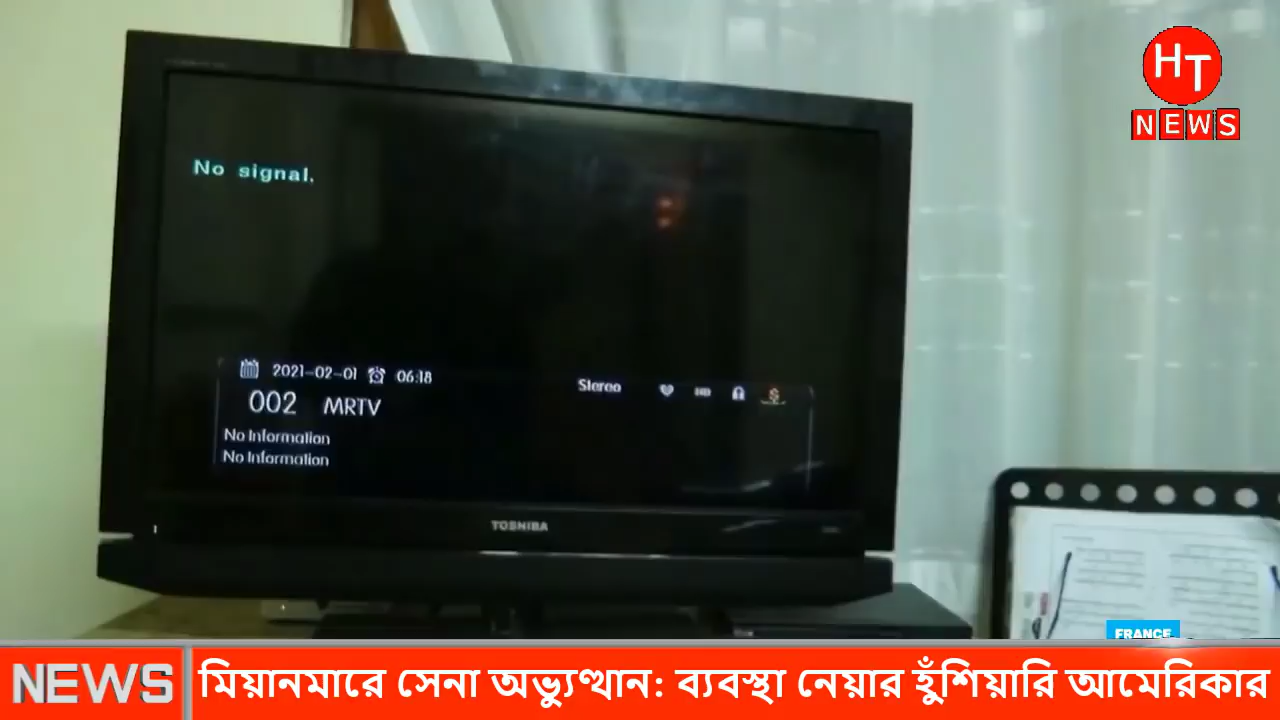 HT
NEWS
No signal.
2021-02-01 06:18
Stereo
HD
002 MRTV
No Information
No Information
TOSHIBA
FRANCE
NEWS
মিয়ানমারে সেনা অভ্যুত্থান: ব্যবস্থা নেয়ার হুঁশিয়ারি আমেরিকার